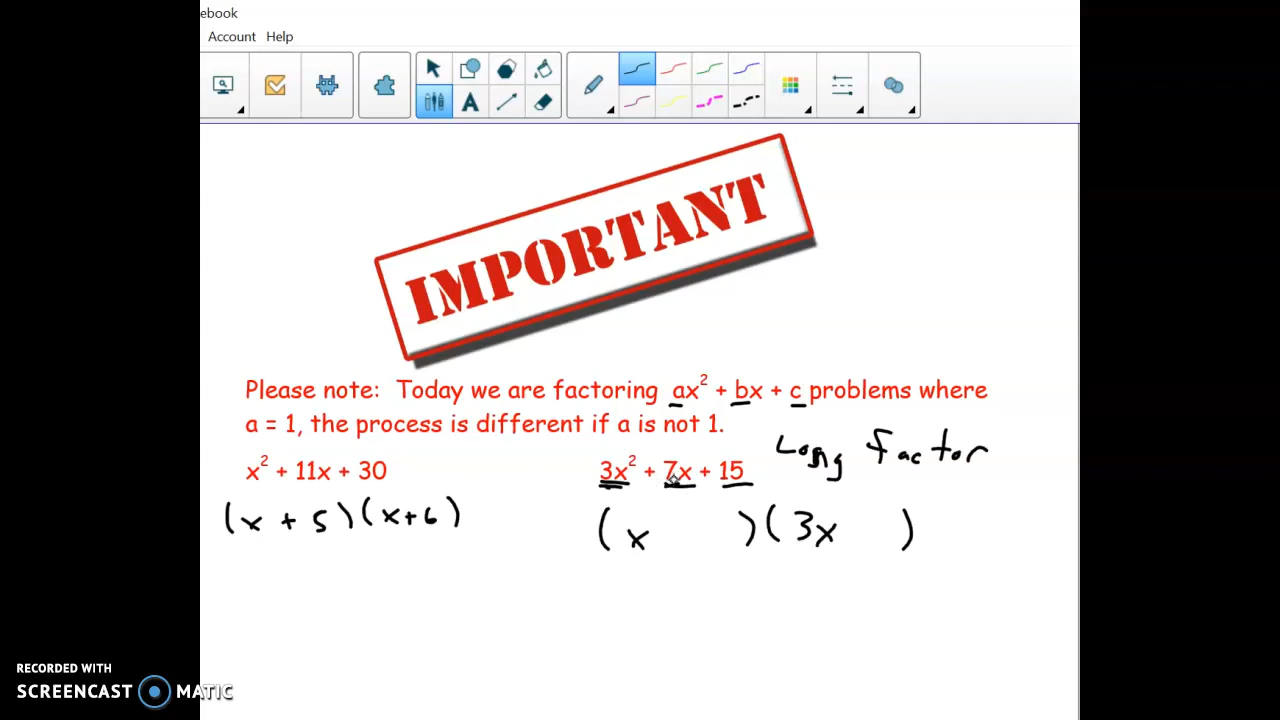 ebook
Account Help
IMPORTANT
Please note: Today we are factoring ax² + bx + c problems where
a = 1, the process is different if a is not 1.
Long factor
x² + 11x + 30
3x² + 7x + 15
(x + 5)(x+6)
(x )(3x )
RECORDED WITH
SCREENCAST MATIC